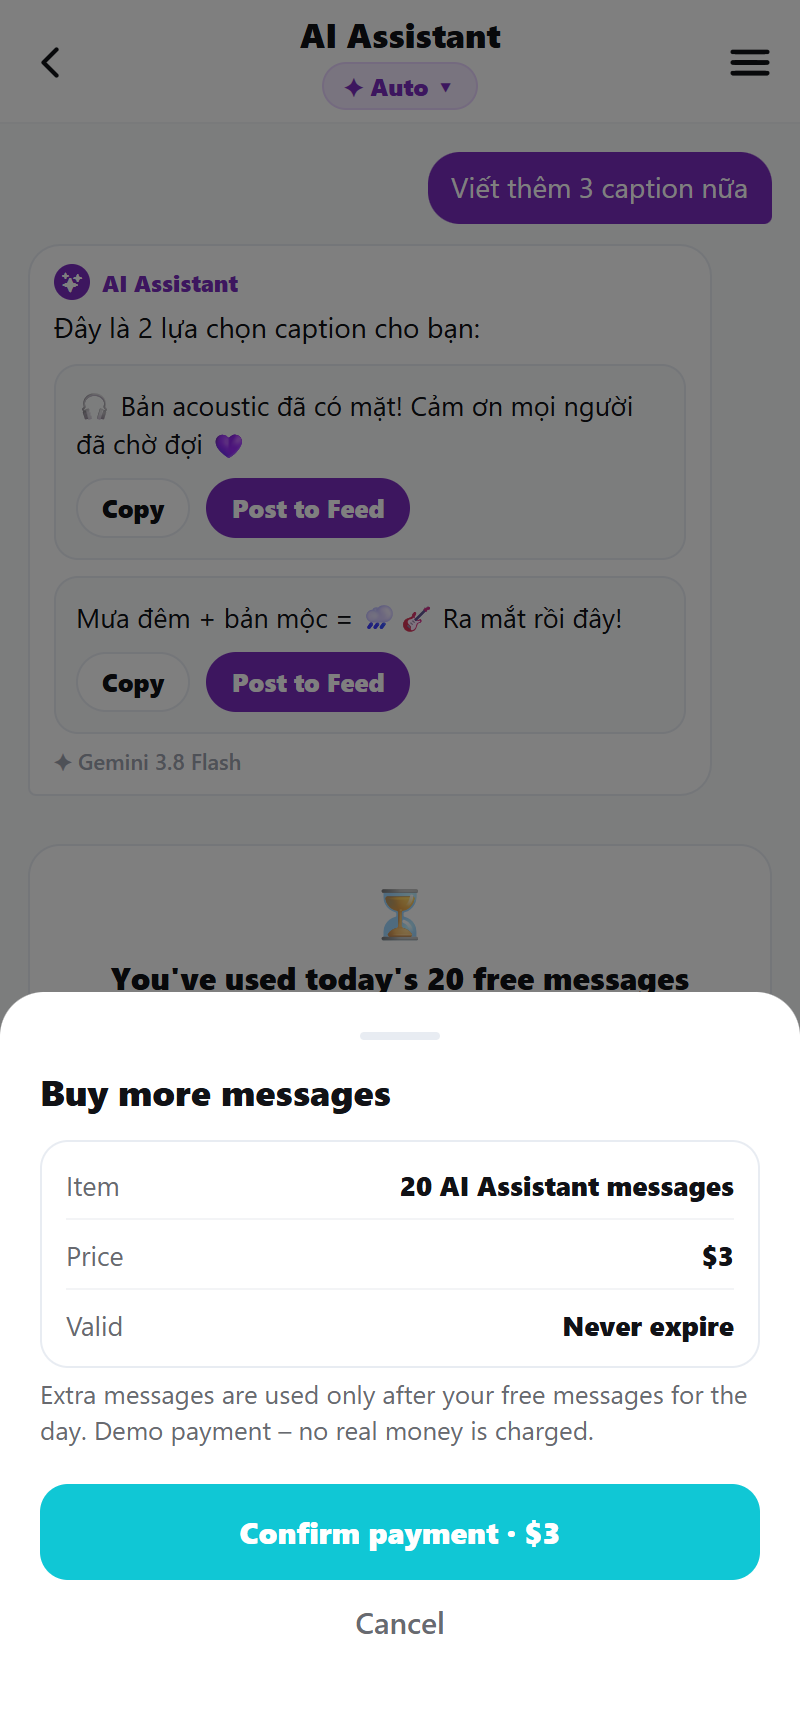 AI Assistant
✦ Auto ▼
Viết thêm 3 caption nữa
AI Assistant
Đây là 2 lựa chọn caption cho bạn:
🎧 Bản acoustic đã có mặt! Cảm ơn mọi người
đã chờ đợi 💜
Copy Post to Feed
Mưa đêm + bản mộc = 🌧️ 🎸 Ra mắt rồi đây!
Copy Post to Feed
✦ Gemini 3.8 Flash
⏳
You've used today's 20 free messages
Buy more messages
Item 20 AI Assistant messages
Price $3
Valid Never expire
Extra messages are used only after your free messages for the
day. Demo payment – no real money is charged.
Confirm payment · $3
Cancel